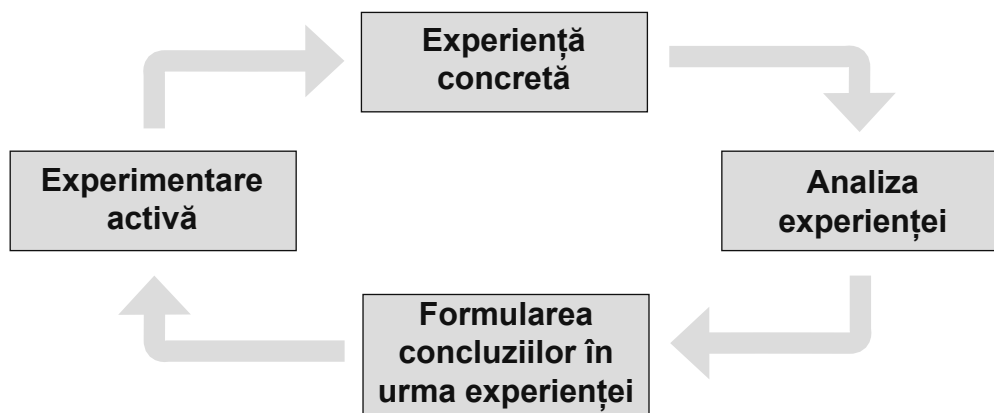 Experiență
concretă
Analiza
experienței
Formularea
concluziilor în
urma experienței
Experimentare
activă